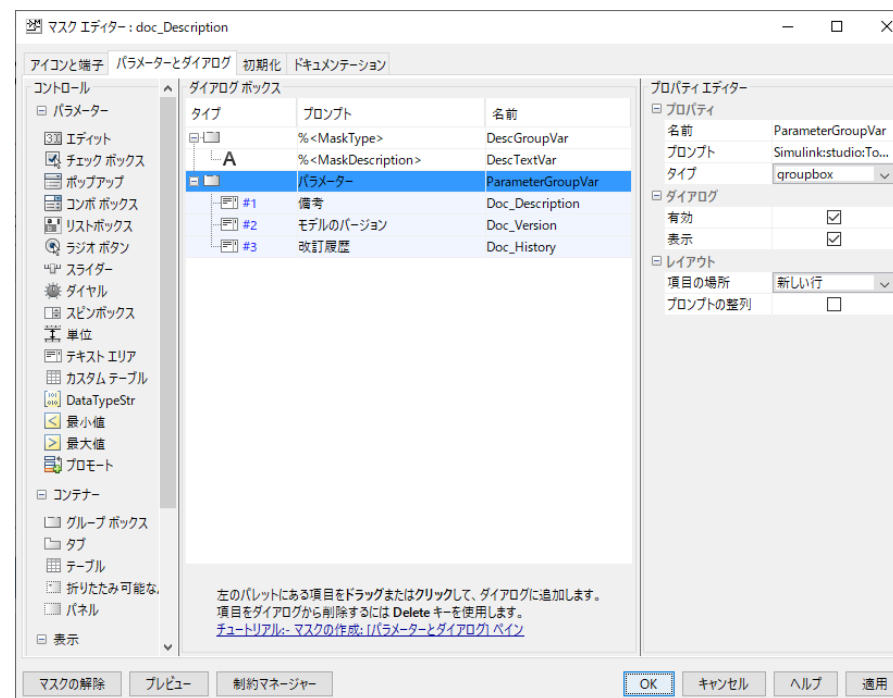 マスク エディター : doc_Description
アイコンと端子 パラメーターとダイアログ 初期化 ドキュメンテーション
コントロール
パラメーター
エディット
チェック ボックス
ポップアップ
コンボ ボックス
リストボックス
ラジオ ボタン
スライダー
ダイヤル
スピンボックス
単位
テキスト エリア
カスタム テーブル
DataTypeStr
最小値
最大値
プロモート
コンテナー
グループ ボックス
タブ
テーブル
折りたたみ可能な
パネル
表示
ダイアログ ボックス
タイプ プロンプト 名前
%<MaskType> DescGroupVar
A %<MaskDescription> DescTextVar
パラメーター ParameterGroupVar
#1 備考 Doc_Description
#2 モデルのバージョン Doc_Version
#3 改訂履歴 Doc_History
左のパレットにある項目をドラッグまたはクリックして、ダイアログに追加します。
項目をダイアログから削除するには Delete キーを使用します。
チュートリアル:- マスクの作成: [パラメーターとダイアログ] ペイン
プロパティ エディター
プロパティ
名前 ParameterGroupVar
プロンプト Simulink:studio:To...
タイプ groupbox
ダイアログ
有効
表示
レイアウト
項目の場所 新しい行
プロンプトの整列
マスクの解除 プレビュー 制約マネージャー OK キャンセル ヘルプ 適用